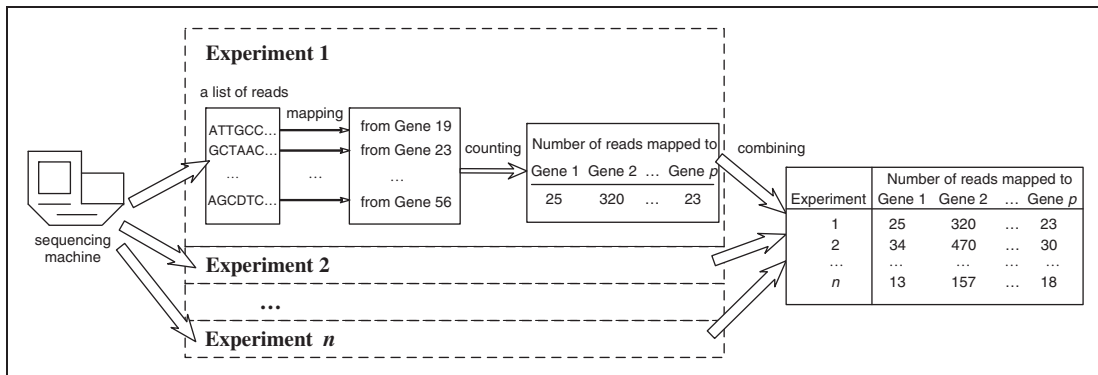 Experiment 1
a list of reads
mapping
ATTGCC...
GCTAAC...
...
AGCDTC...
...
from Gene 19
from Gene 23
...
from Gene 56
counting
Number of reads mapped to
Gene 1 Gene 2 ... Gene p
25 320 ... 23
combining
sequencing
machine
Experiment 2
...
Experiment n
Number of reads mapped to
Experiment Gene 1 Gene 2 ... Gene p
1 25 320 ... 23
2 34 470 ... 30
... ... ... ... ...
n 13 157 ... 18